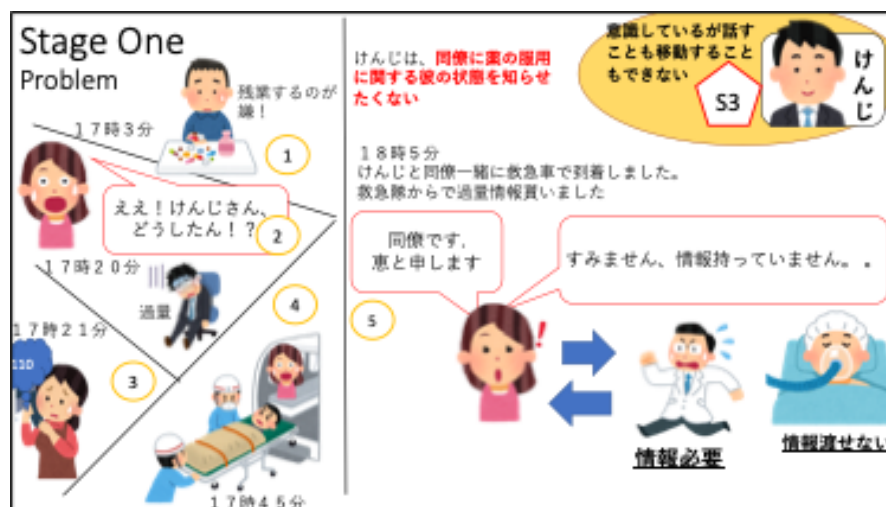 Stage One
Problem
残業するのが
嫌!
1
17時3分
ええ!けんじさん、
どうしたん!?
2
17時20分
過量
4
17時21分
110
3
17時45分
けんじは、同僚に薬の服用
に関する彼の状態を知らせ
たくない
意識しているが話す
ことも移動すること
もできない
S3
けんじ
18時5分
けんじと同僚一緒に救急車で到着しました。
救急隊からで過量情報貰いました
同僚です,
恵と申します
すみません、情報持っていません。.
5
!
情報必要
情報渡せない